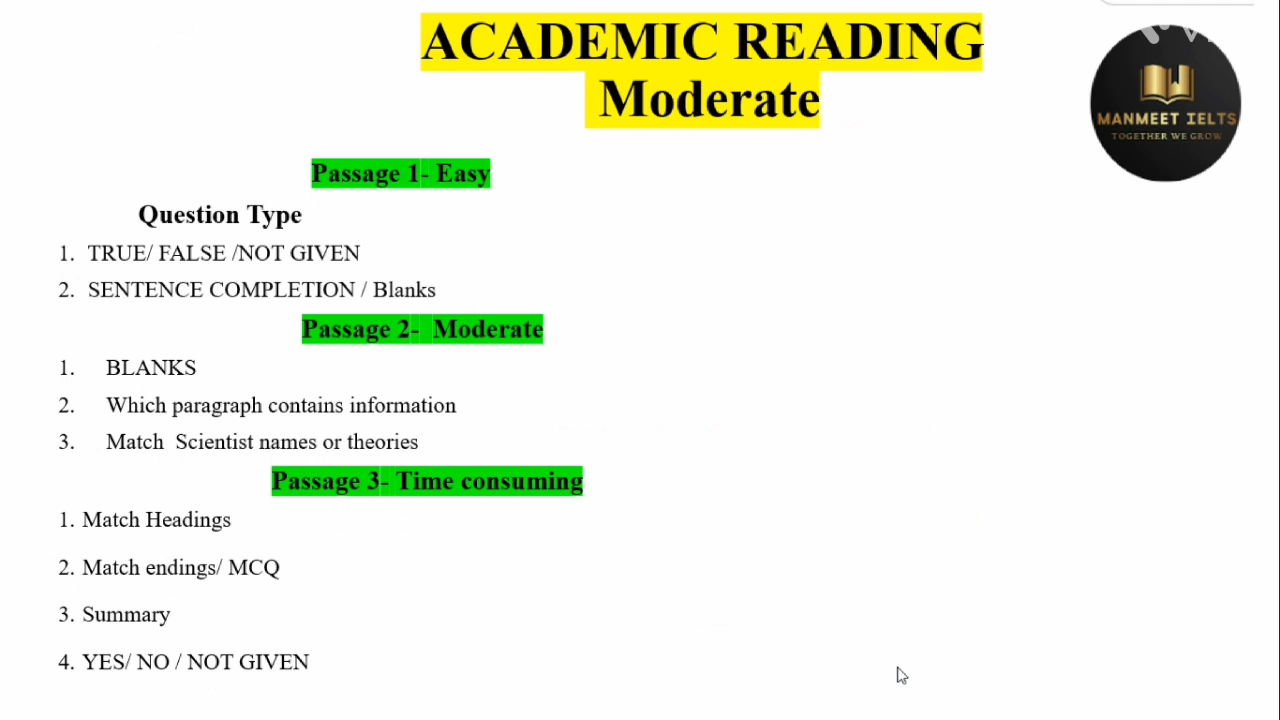 ACADEMIC READING
Moderate
MANMEET IELTS
TOGETHER WE GROW
Passage 1- Easy
Question Type
1. TRUE/ FALSE /NOT GIVEN
2. SENTENCE COMPLETION / Blanks
Passage 2-  Moderate
1. BLANKS
2. Which paragraph contains information
3. Match  Scientist names or theories
Passage 3- Time consuming
1. Match Headings
2. Match endings/ MCQ
3. Summary
4. YES/ NO / NOT GIVEN